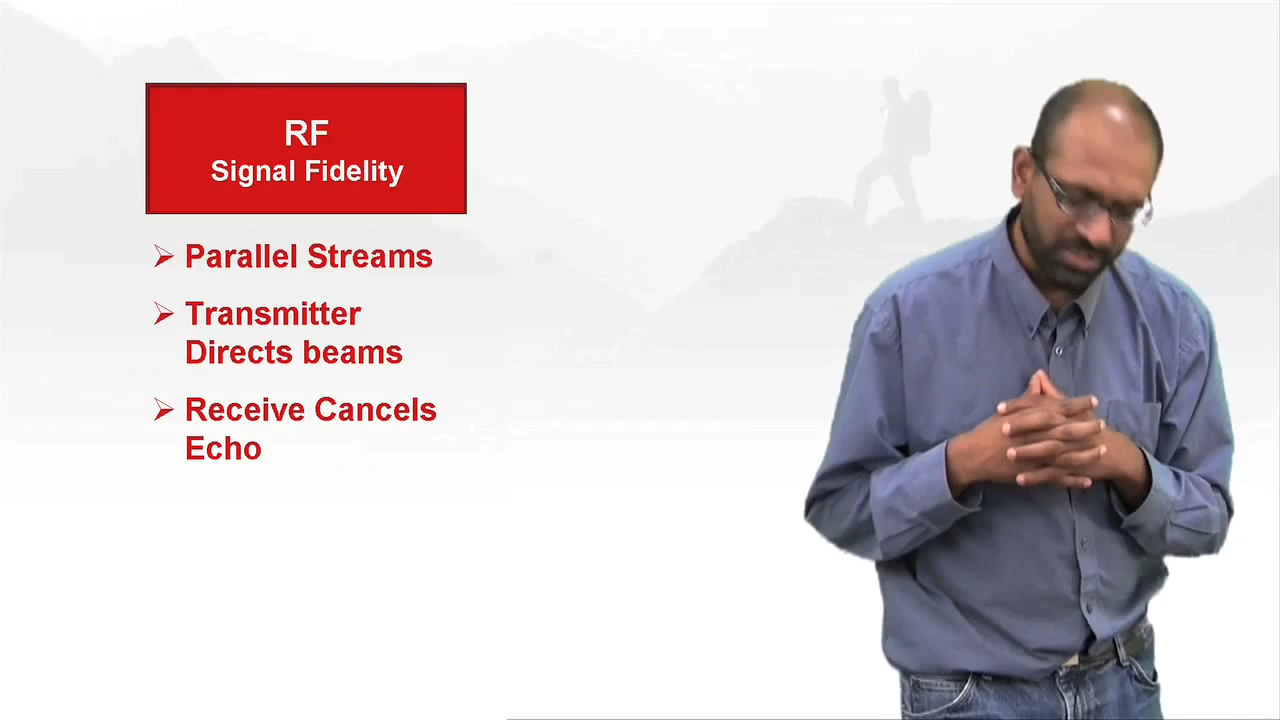 RF
Signal Fidelity
Parallel Streams
Transmitter
Directs beams
Receive Cancels
Echo